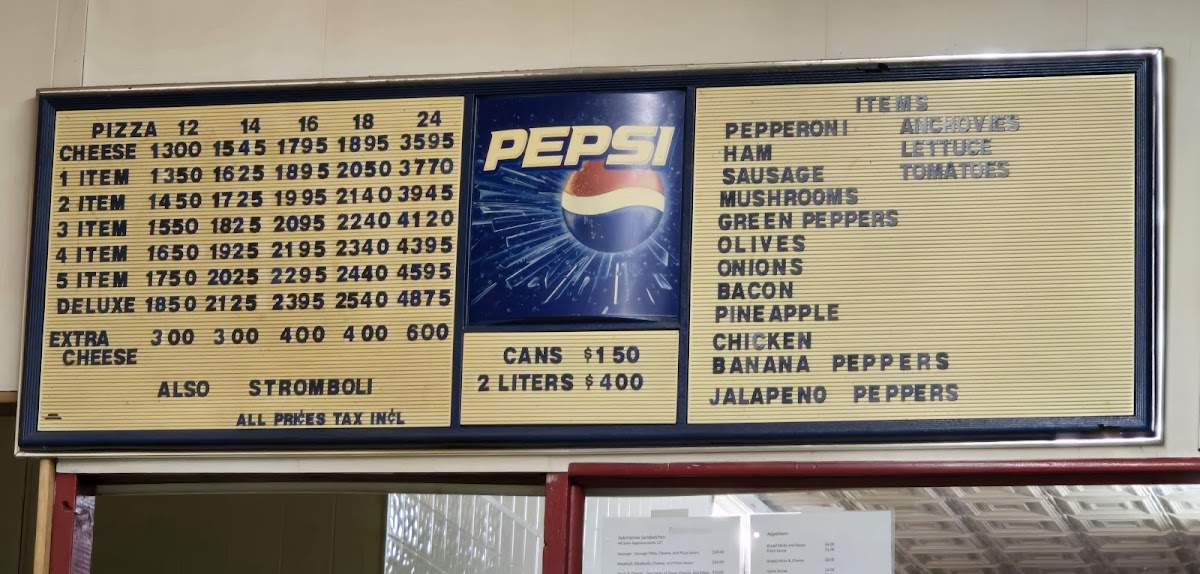 PIZZA 12 14 16 18 24
CHEESE 1300 1545 1795 1895 3595
1 ITEM 1350 1625 1895 2050 3770
2 ITEM 1450 1725 1995 2140 3945
3 ITEM 1550 1825 2095 2240 4120
4 ITEM 1650 1925 2195 2340 4395
5 ITEM 1750 2025 2295 2440 4595
DELUXE 1850 2125 2395 2540 4875
EXTRA 300 300 400 400 600
CHEESE
ALSO STROMBOLI
ALL PRI¢ES TAX IN¢L
PEPSI
CANS $150
2 LITERS $400
ITEMS
PEPPERONI ANCHOVIES
HAM LETTUCE
SAUSAGE TOMATOES
MUSHROOMS
GREEN PEPPERS
OLIVES
ONIONS
BACON
PINEAPPLE
CHICKEN
BANANA PEPPERS
JALAPENO PEPPERS
Submarine Sandwiches
Appetizers